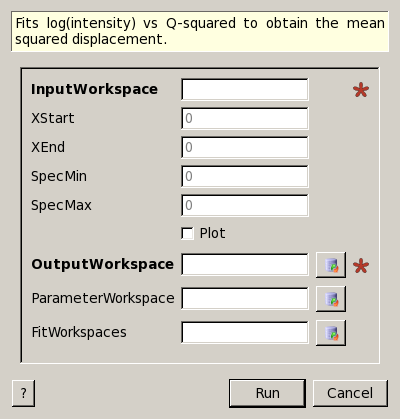 Fits log(intensity) vs Q-squared to obtain the mean
squared displacement.
InputWorkspace
XStart 0
XEnd 0
SpecMin 0
SpecMax 0
Plot
OutputWorkspace
ParameterWorkspace
FitWorkspaces
? Run Cancel